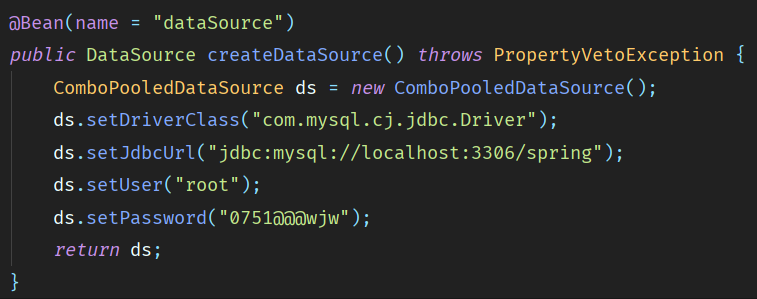 @Bean(name = "dataSource")
public DataSource createDataSource() throws PropertyVetoException {
    ComboPooledDataSource ds = new ComboPooledDataSource();
    ds.setDriverClass("com.mysql.cj.jdbc.Driver");
    ds.setJdbcUrl("jdbc:mysql://localhost:3306/spring");
    ds.setUser("root");
    ds.setPassword("0751@@@wjw");
    return ds;
}